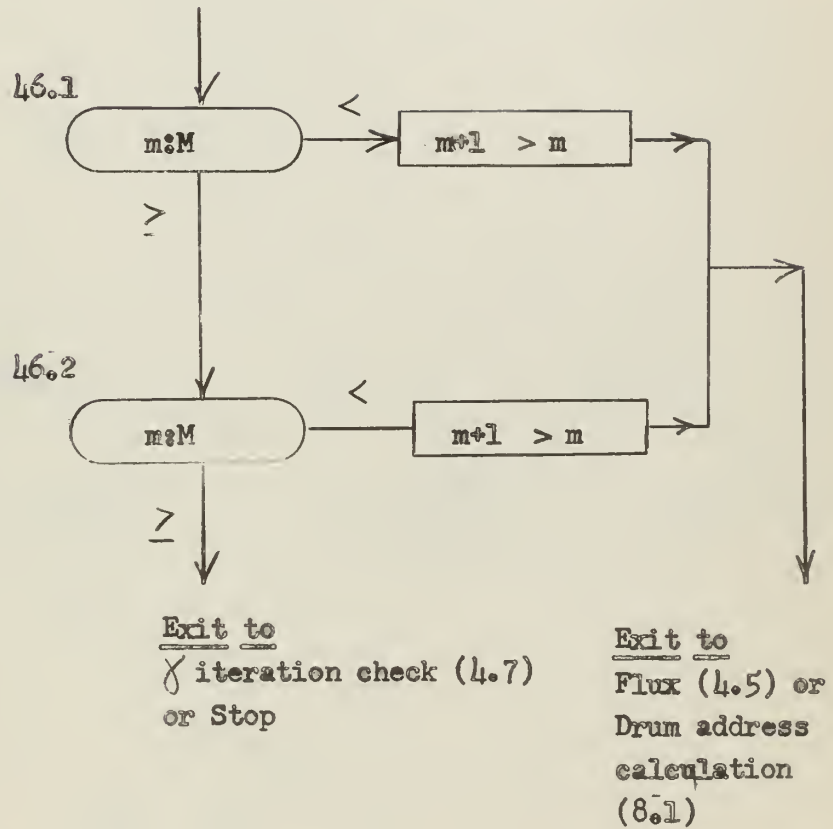 46.1
m:M
<
m+1 > m
≥
46.2
m:M
<
m+1 > m
≥
Exit to
γ iteration check (4.7)
or Stop
Exit to
Flux (4.5) or
Drum address
calculation
(8.1)